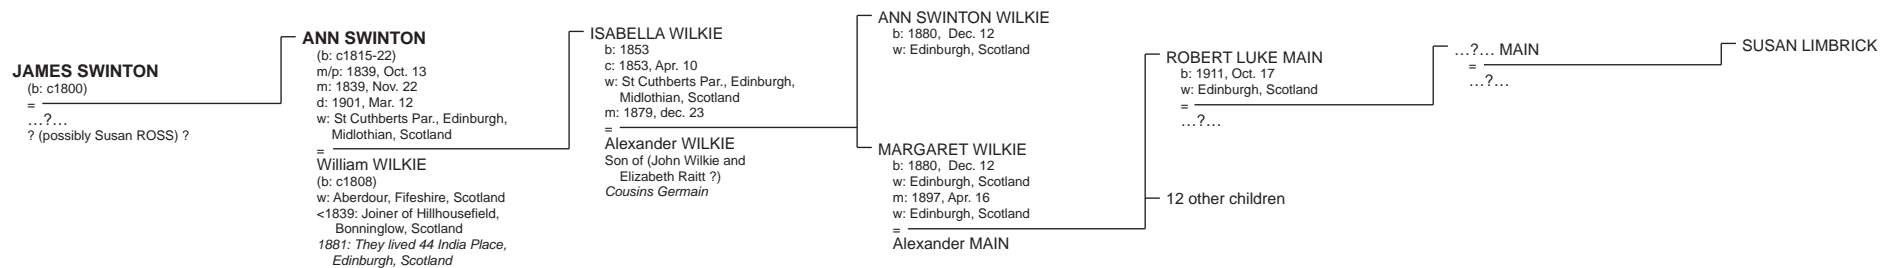 JAMES SWINTON
(b: c1800)
=
…?…
? (possibly Susan ROSS) ?
ANN SWINTON
(b: c1815-22)
m/p: 1839, Oct. 13
m: 1839, Nov. 22
d: 1901, Mar. 12
w: St Cuthberts Par., Edinburgh,
Midlothian, Scotland
=
William WILKIE
(b: c1808)
w: Aberdour, Fifeshire, Scotland
<1839: Joiner of Hillhousefield,
Bonninglow, Scotland
1881: They lived 44 India Place,
Edinburgh, Scotland
ISABELLA WILKIE
b: 1853
c: 1853, Apr. 10
w: St Cuthberts Par., Edinburgh,
Midlothian, Scotland
m: 1879, dec. 23
=
Alexander WILKIE
Son of (John Wilkie and
Elizabeth Raitt ?)
Cousins Germain
ANN SWINTON WILKIE
b: 1880, Dec. 12
w: Edinburgh, Scotland
MARGARET WILKIE
b: 1880, Dec. 12
w: Edinburgh, Scotland
m: 1897, Apr. 16
w: Edinburgh, Scotland
=
Alexander MAIN
ROBERT LUKE MAIN
b: 1911, Oct. 17
w: Edinburgh, Scotland
=
…?…
12 other children
…?… MAIN
=
…?…
SUSAN LIMBRICK